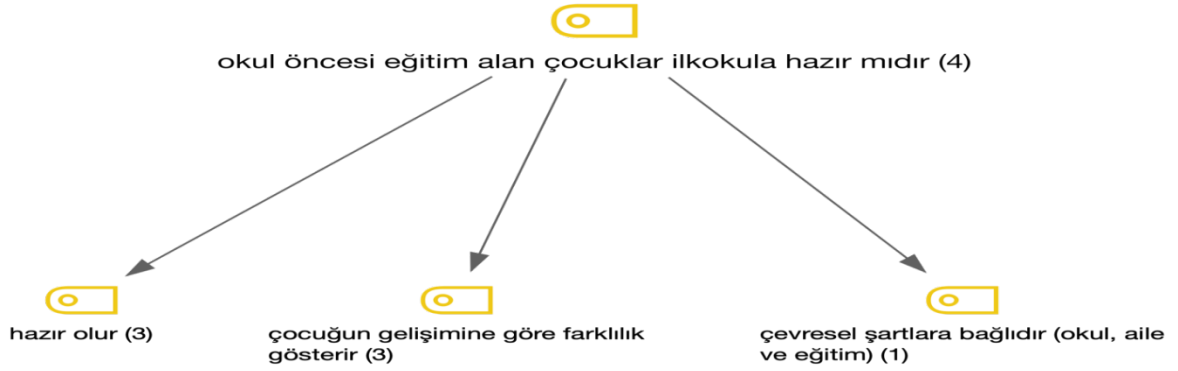 okul öncesi eğitim alan çocuklar ilkokula hazır mıdır (4)
hazır olur (3)
çocuğun gelişimine göre farklılık
gösterir (3)
çevresel şartlara bağlıdır (okul, aile
ve eğitim) (1)